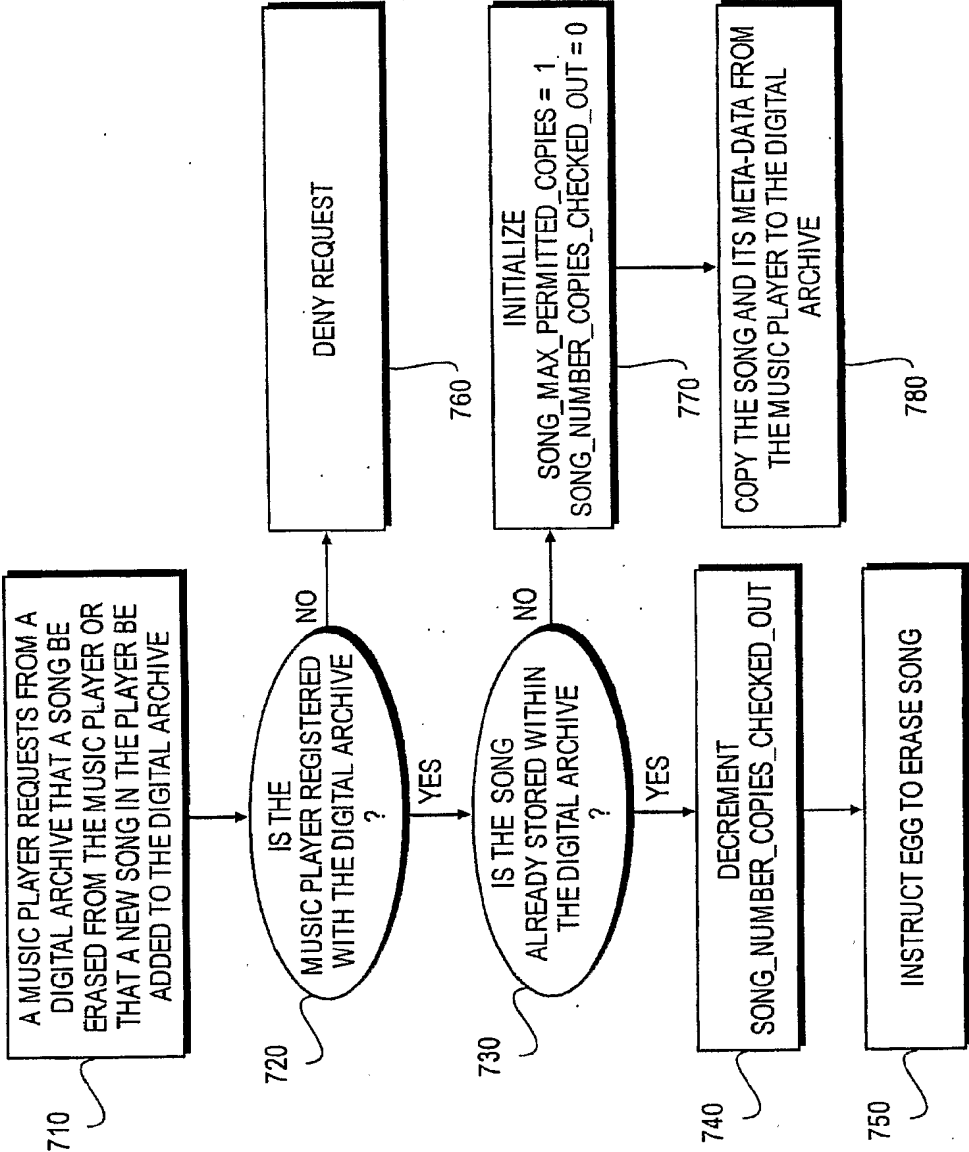 A MUSIC PLAYER REQUESTS FROM A
DIGITAL ARCHIVE THAT A SONG BE
ERASED FROM THE MUSIC PLAYER OR
THAT A NEW SONG IN THE PLAYER BE
ADDED TO THE DIGITAL ARCHIVE
710
IS THE
MUSIC PLAYER REGISTERED
WITH THE DIGITAL ARCHIVE
?
720
NO
DENY REQUEST
760
YES
IS THE SONG
ALREADY STORED WITHIN
THE DIGITAL ARCHIVE
?
730
NO
INITIALIZE
SONG_MAX_PERMITTED_COPIES = 1
SONG_NUMBER_COPIES_CHECKED_OUT = 0
770
YES
DECREMENT
SONG_NUMBER_COPIES_CHECKED_OUT
740
COPY THE SONG AND ITS META-DATA FROM
THE MUSIC PLAYER TO THE DIGITAL
ARCHIVE
780
INSTRUCT EGG TO ERASE SONG
750